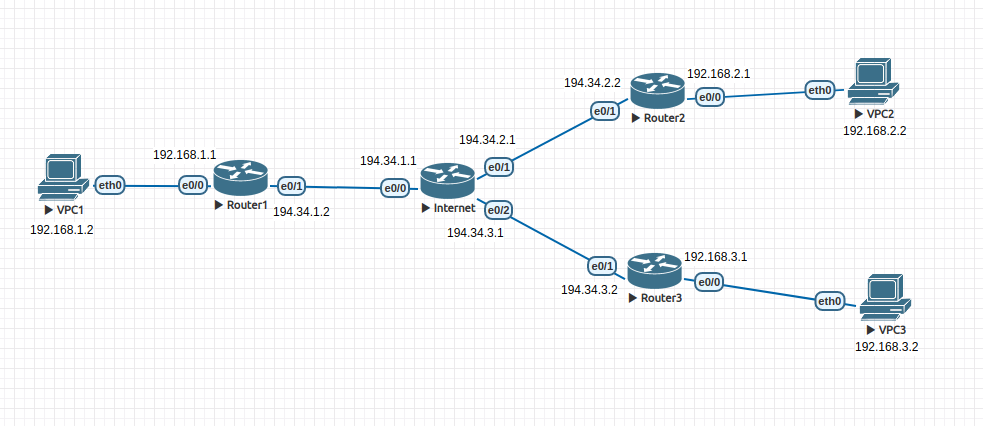 194.34.2.2
192.168.2.1
e0/1
Router2
e0/0
eth0
VPC2
192.168.2.2
192.168.1.1
194.34.1.1
194.34.2.1
e0/1
eth0
e0/0
e0/1
e0/0
VPC1
192.168.1.2
Router1
194.34.1.2
Internet
e0/2
194.34.3.1
192.168.3.1
e0/1
194.34.3.2
Router3
e0/0
eth0
VPC3
192.168.3.2